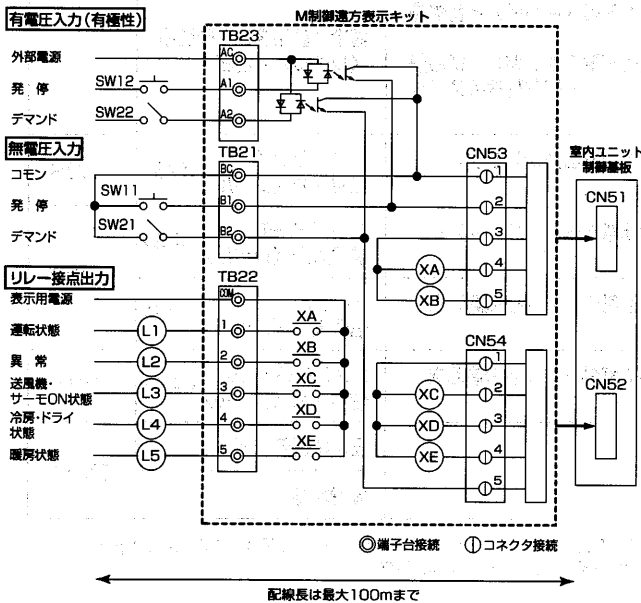 有電圧入力(有極性)
M制御遠方表示キット
TB23
外部電源
AC
発 停
SW12
A1
デマンド
SW22
A2
無電圧入力
TB21
CN53
室内ユニット
制御基板
コモン
BC
1
CN51
発 停
SW11
B1
2
デマンド
SW21
B2
3
XA
4
XB
5
リレー接点出力
TB22
表示用電源
COM
運転状態
L1
1
XA
CN54
1
異 常
L2
2
XB
XC
2
CN52
送風機・
サーモON状態
L3
3
XC
XD
3
冷房・ドライ
状態
L4
4
XD
XE
4
暖房状態
L5
5
XE
5
端子台接続
コネクタ接続
配線長は最大100mまで